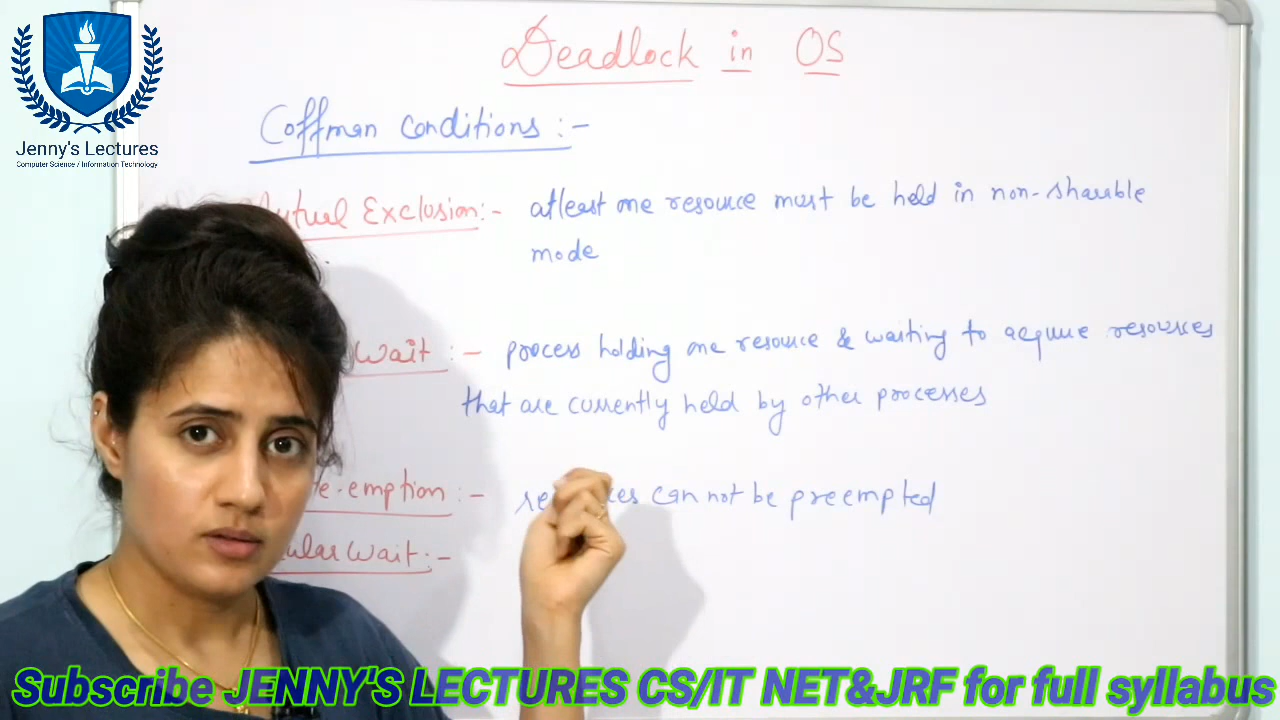 Deadlock in OS
Jenny's Lectures
Computer Science / Information Technology
Coffman Conditions :-
Mutual Exclusion :- atleast one resource must be held in non-sharable
mode
Wait :- process holding one resource & waiting to acquire resources
that are currently held by other processes
emption :- can not be preempted
Wait :-
Subscribe JENNY'S LECTURES CS/IT NET&JRF for full syllabus